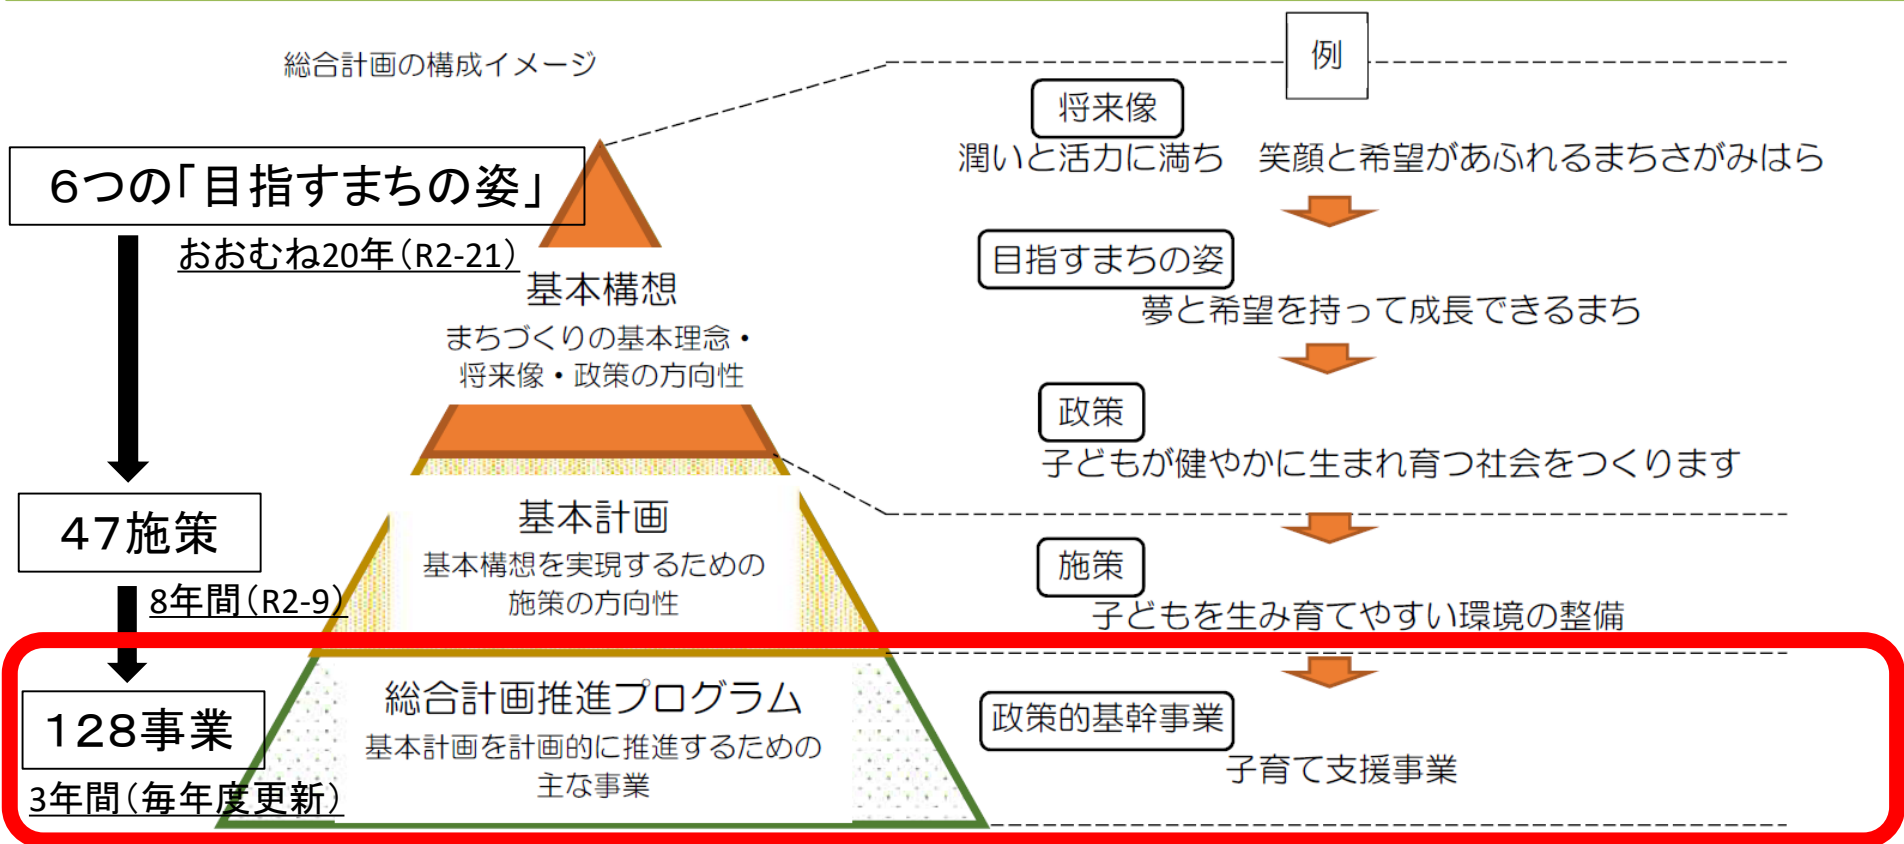 総合計画の構成イメージ
6つの「目指すまちの姿」
おおむね20年(R2-21)
47施策
8年間(R2-9)
128事業
3年間(毎年度更新)
基本構想
まちづくりの基本理念・
将来像・政策の方向性
基本計画
基本構想を実現するための
施策の方向性
総合計画推進プログラム
基本計画を計画的に推進するための
主な事業
例
将来像
潤いと活力に満ち　笑顔と希望があふれるまちさがみはら
目指すまちの姿
夢と希望を持って成長できるまち
政策
子どもが健やかに生まれ育つ社会をつくります
施策
子どもを生み育てやすい環境の整備
政策的基幹事業
子育て支援事業